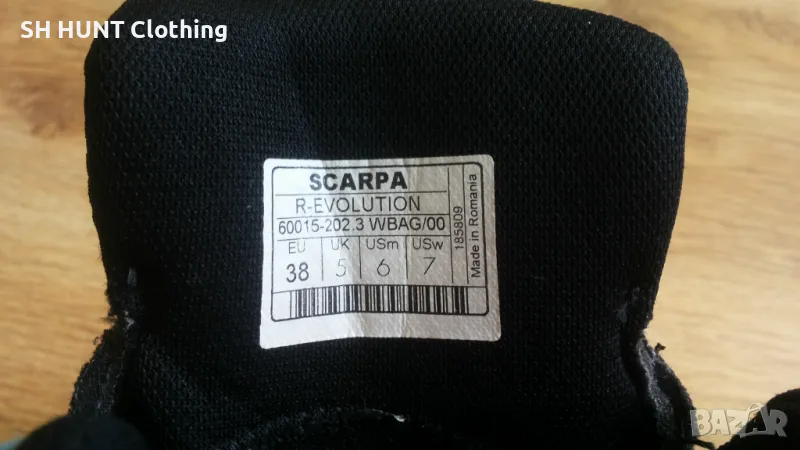 SH HUNT Clothing
SCARPA
R-EVOLUTION
60015-202.3 WBAG/00
EU UK USm USw
38 5 6 7
185809
Made in Romania
BAZAR